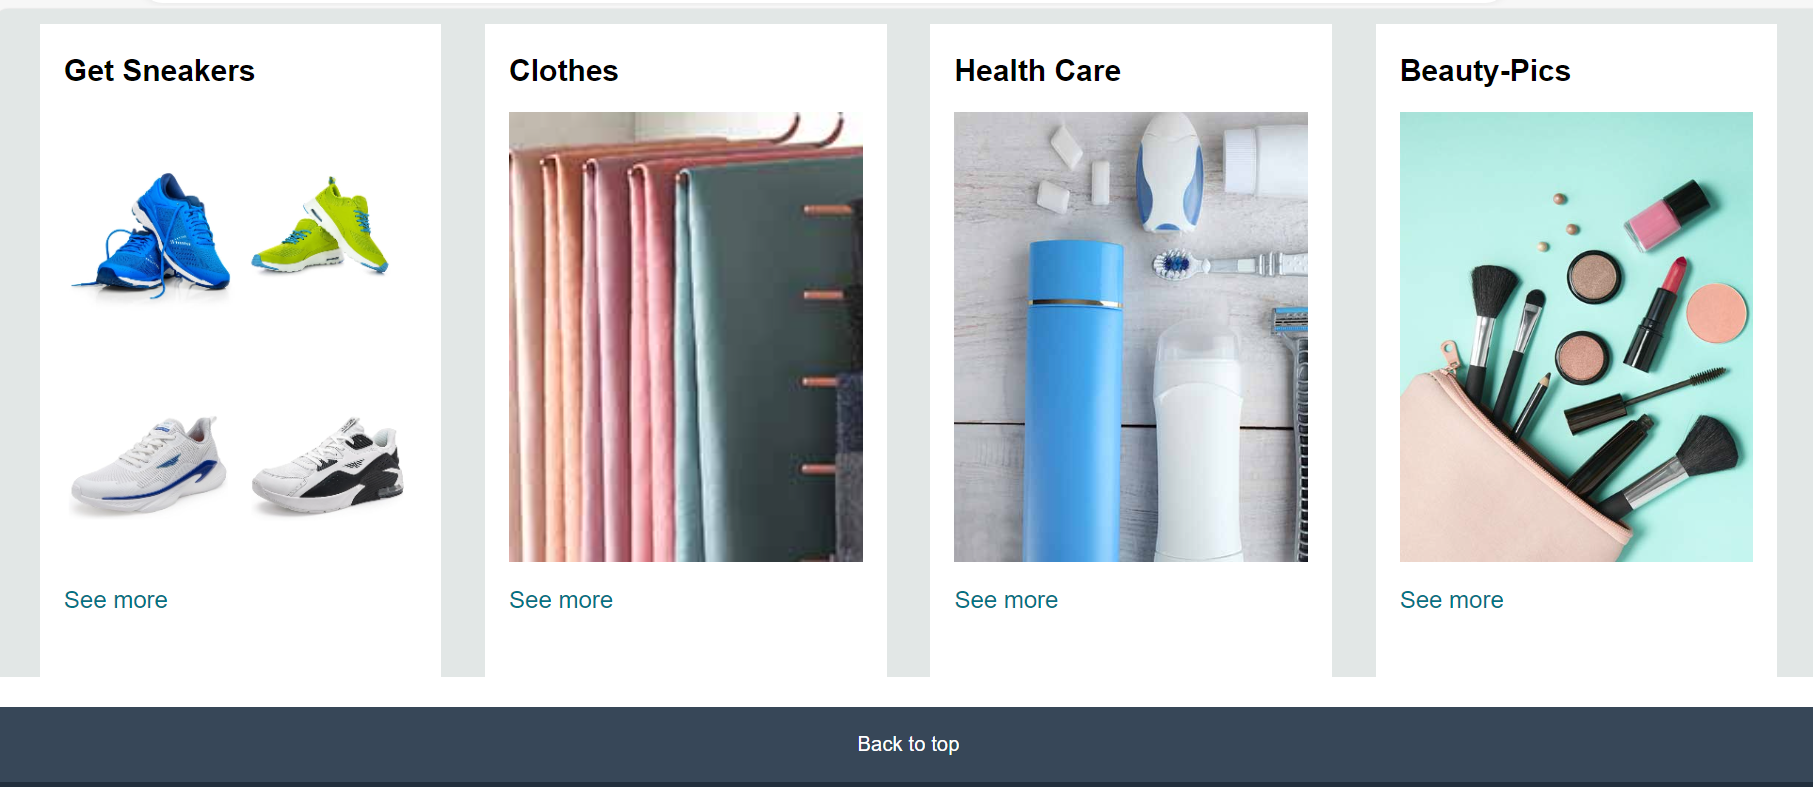 Get Sneakers
Clothes
Health Care
Beauty-Pics
See more
See more
See more
See more
Back to top